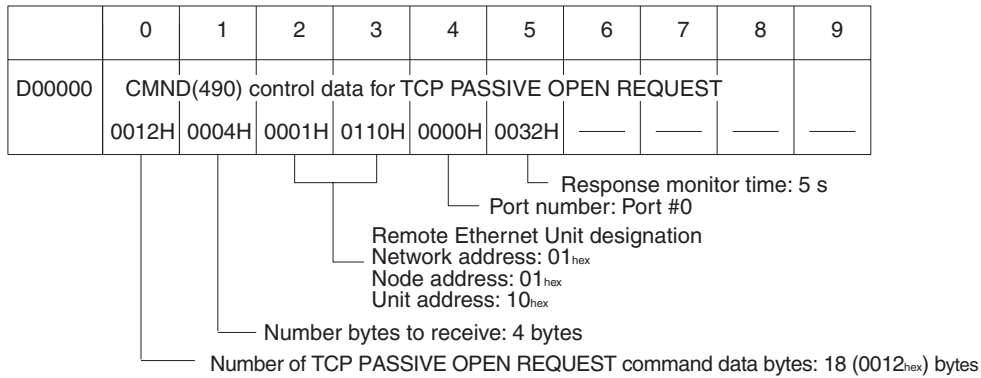 0 1 2 3 4 5 6 7 8 9
D00000 CMND(490) control data for TCP PASSIVE OPEN REQUEST
0012H 0004H 0001H 0110H 0000H 0032H
Response monitor time: 5 s
Port number: Port #0
Remote Ethernet Unit designation
Network address: 01hex
Node address: 01hex
Unit address: 10hex
Number bytes to receive: 4 bytes
Number of TCP PASSIVE OPEN REQUEST command data bytes: 18 (0012hex) bytes